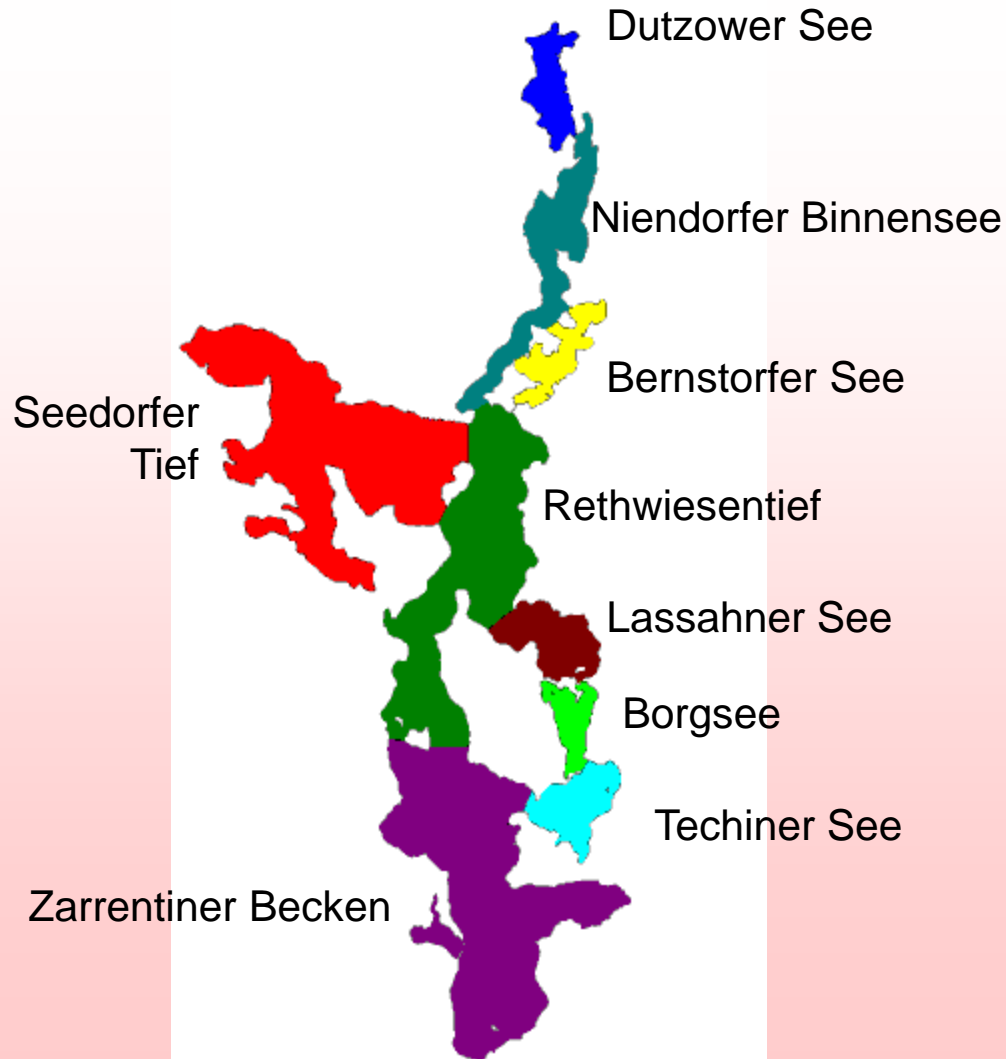 Dutzower See
Niendorfer Binnensee
Bernstorfer See
Seedorfer
Tief
Rethwiesentief
Lassahner See
Borgsee
Techiner See
Zarrentiner Becken